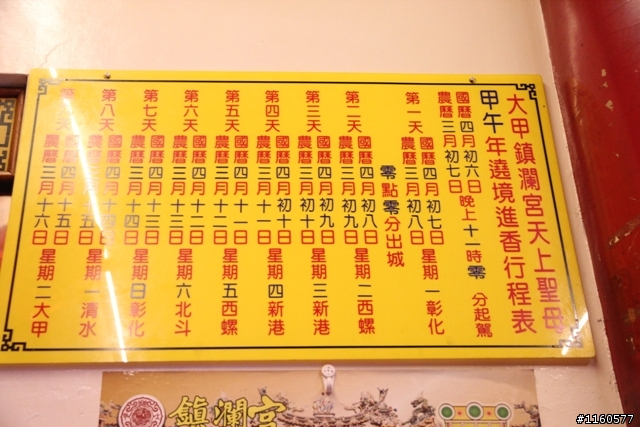 大甲鎮瀾宮天上聖母
甲午年遶境進香行程表
國曆四月初六日晚上十一時零 分起駕
農曆三月初七日
第一天 國曆四月初七日 星期一 彰化
農曆三月初八日
零點零分出城
第二天 國曆四月初八日 星期二 西螺
農曆三月初九日
第三天 國曆四月初九日 星期三 新港
農曆三月初十日
第四天 國曆四月初十日 星期四 新港
農曆三月十一日
第五天 國曆四月十一日 星期五 西螺
農曆三月十二日
第六天 國曆四月十二日 星期六 北斗
農曆三月十三日
第七天 國曆四月十三日 星期日 彰化
農曆三月十四日
第八天 國曆四月十四日 星期一 清水
農曆三月十五日
第九天 國曆四月十五日 星期二 大甲
農曆三月十六日
鎮瀾宮
#1160577